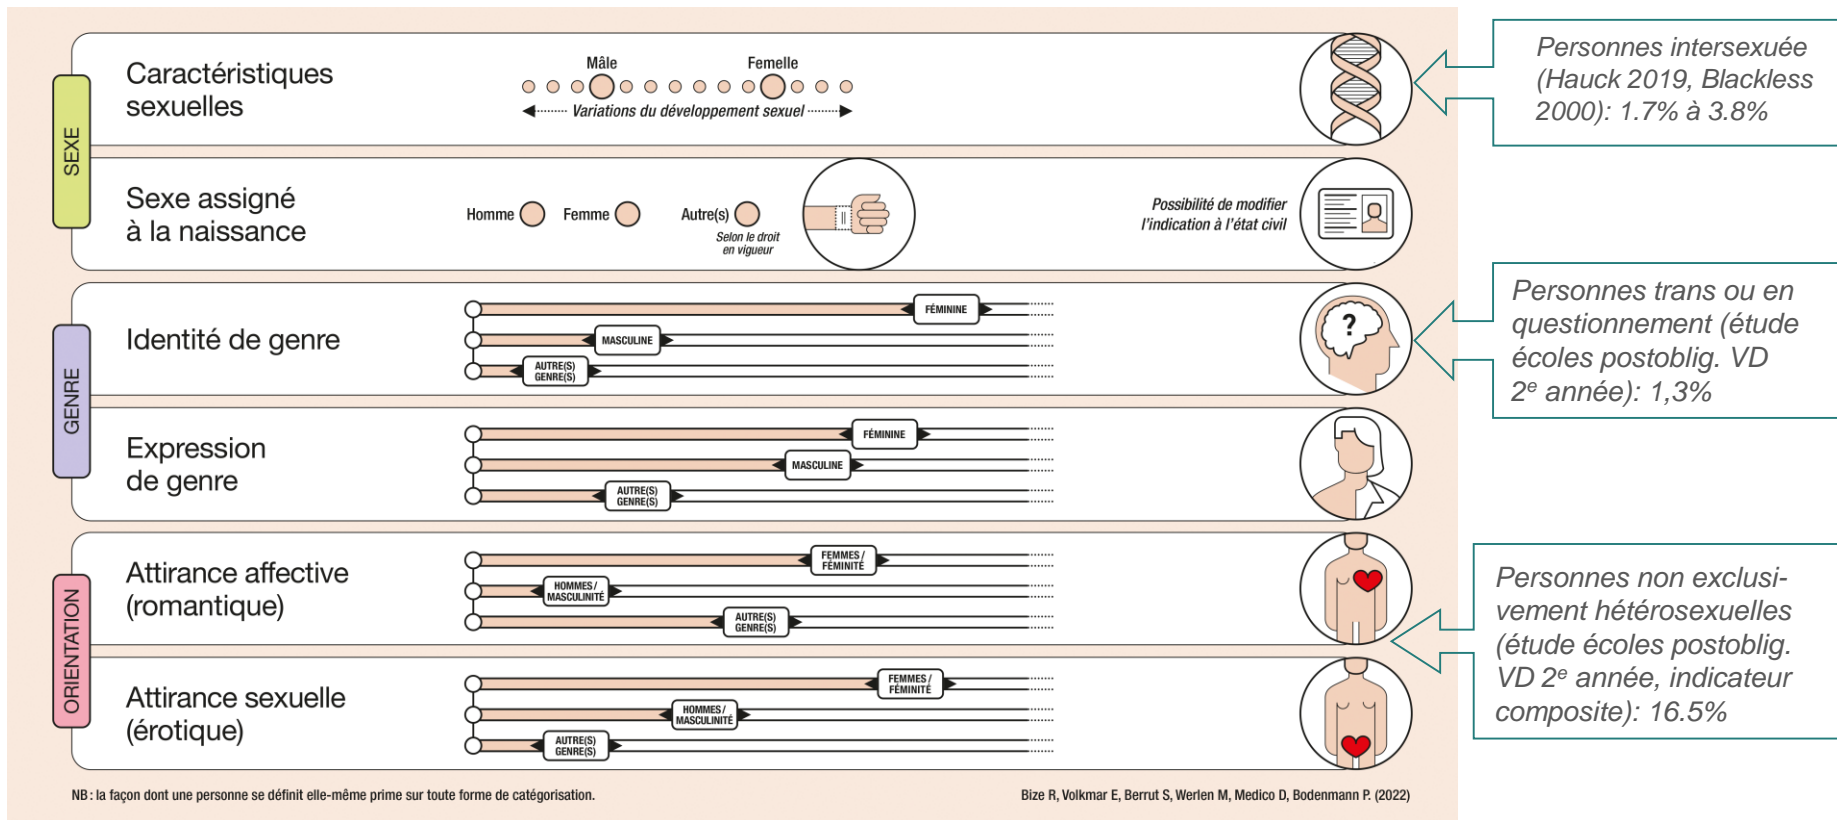 SEXE
Caractéristiques
sexuelles
Mâle
Femelle
Variations du développement sexuel
Personnes intersexuée
(Hauck 2019, Blackless
2000): 1.7% à 3.8%
Sexe assigné
à la naissance
Homme
Femme
Autre(s)
Selon le droit
en vigueur
Possibilité de modifier
l'indication à l'état civil
GENRE
Identité de genre
FÉMININE
MASCULINE
AUTRE(S)
GENRE(S)
?
Personnes trans ou en
questionnement (étude
écoles postoblig. VD
2e année): 1,3%
Expression
de genre
FÉMININE
MASCULINE
AUTRE(S)
GENRE(S)
ORIENTATION
Attirance affective
(romantique)
FEMMES /
FÉMINITÉ
HOMMES /
MASCULINITÉ
AUTRE(S)
GENRE(S)
Personnes non exclusi-
vement hétérosexuelles
(étude écoles postoblig.
VD 2e année, indicateur
composite): 16.5%
Attirance sexuelle
(érotique)
FEMMES /
FÉMINITÉ
HOMMES /
MASCULINITÉ
AUTRE(S)
GENRE(S)
NB : la façon dont une personne se définit elle-même prime sur toute forme de catégorisation.
Bize R, Volkmar E, Berrut S, Werlen M, Medico D, Bodenmann P. (2022)